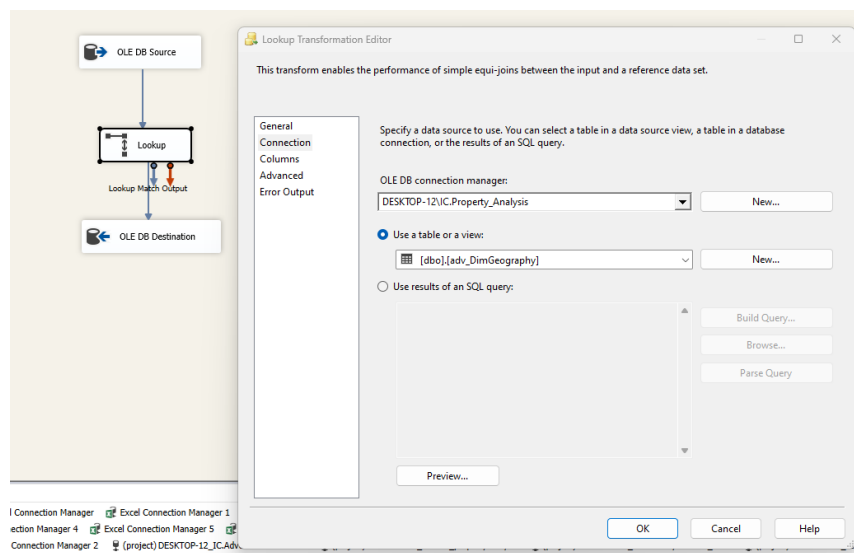 OLE DB Source
Lookup
Lookup Match Output
OLE DB Destination
Lookup Transformation Editor
This transform enables the performance of simple equi-joins between the input and a reference data set.
General
Connection
Columns
Advanced
Error Output
Specify a data source to use. You can select a table in a data source view, a table in a database
connection, or the results of an SQL query.
OLE DB connection manager:
DESKTOP-12\IC.Property_Analysis
New...
Use a table or a view:
[dbo].[adv_DimGeography]
New...
Use results of an SQL query:
Build Query...
Browse...
Parse Query
Preview...
OK
Cancel
Help
Connection Manager
Excel Connection Manager 1
ection Manager 4
Excel Connection Manager 5
Connection Manager 2
(project) DESKTOP-12_IC.Adv